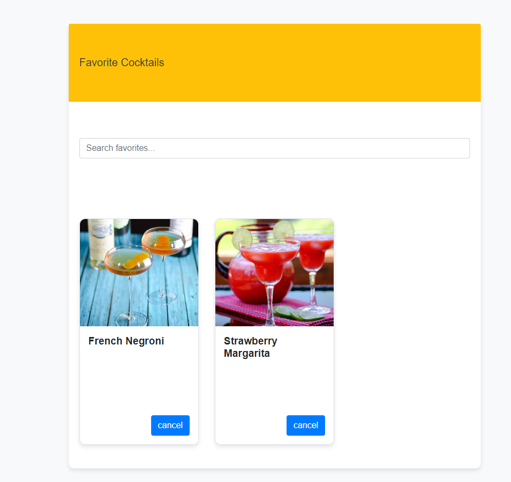 Favorite Cocktails
Search favorites...
French Negroni
Strawberry
Margarita
cancel
cancel